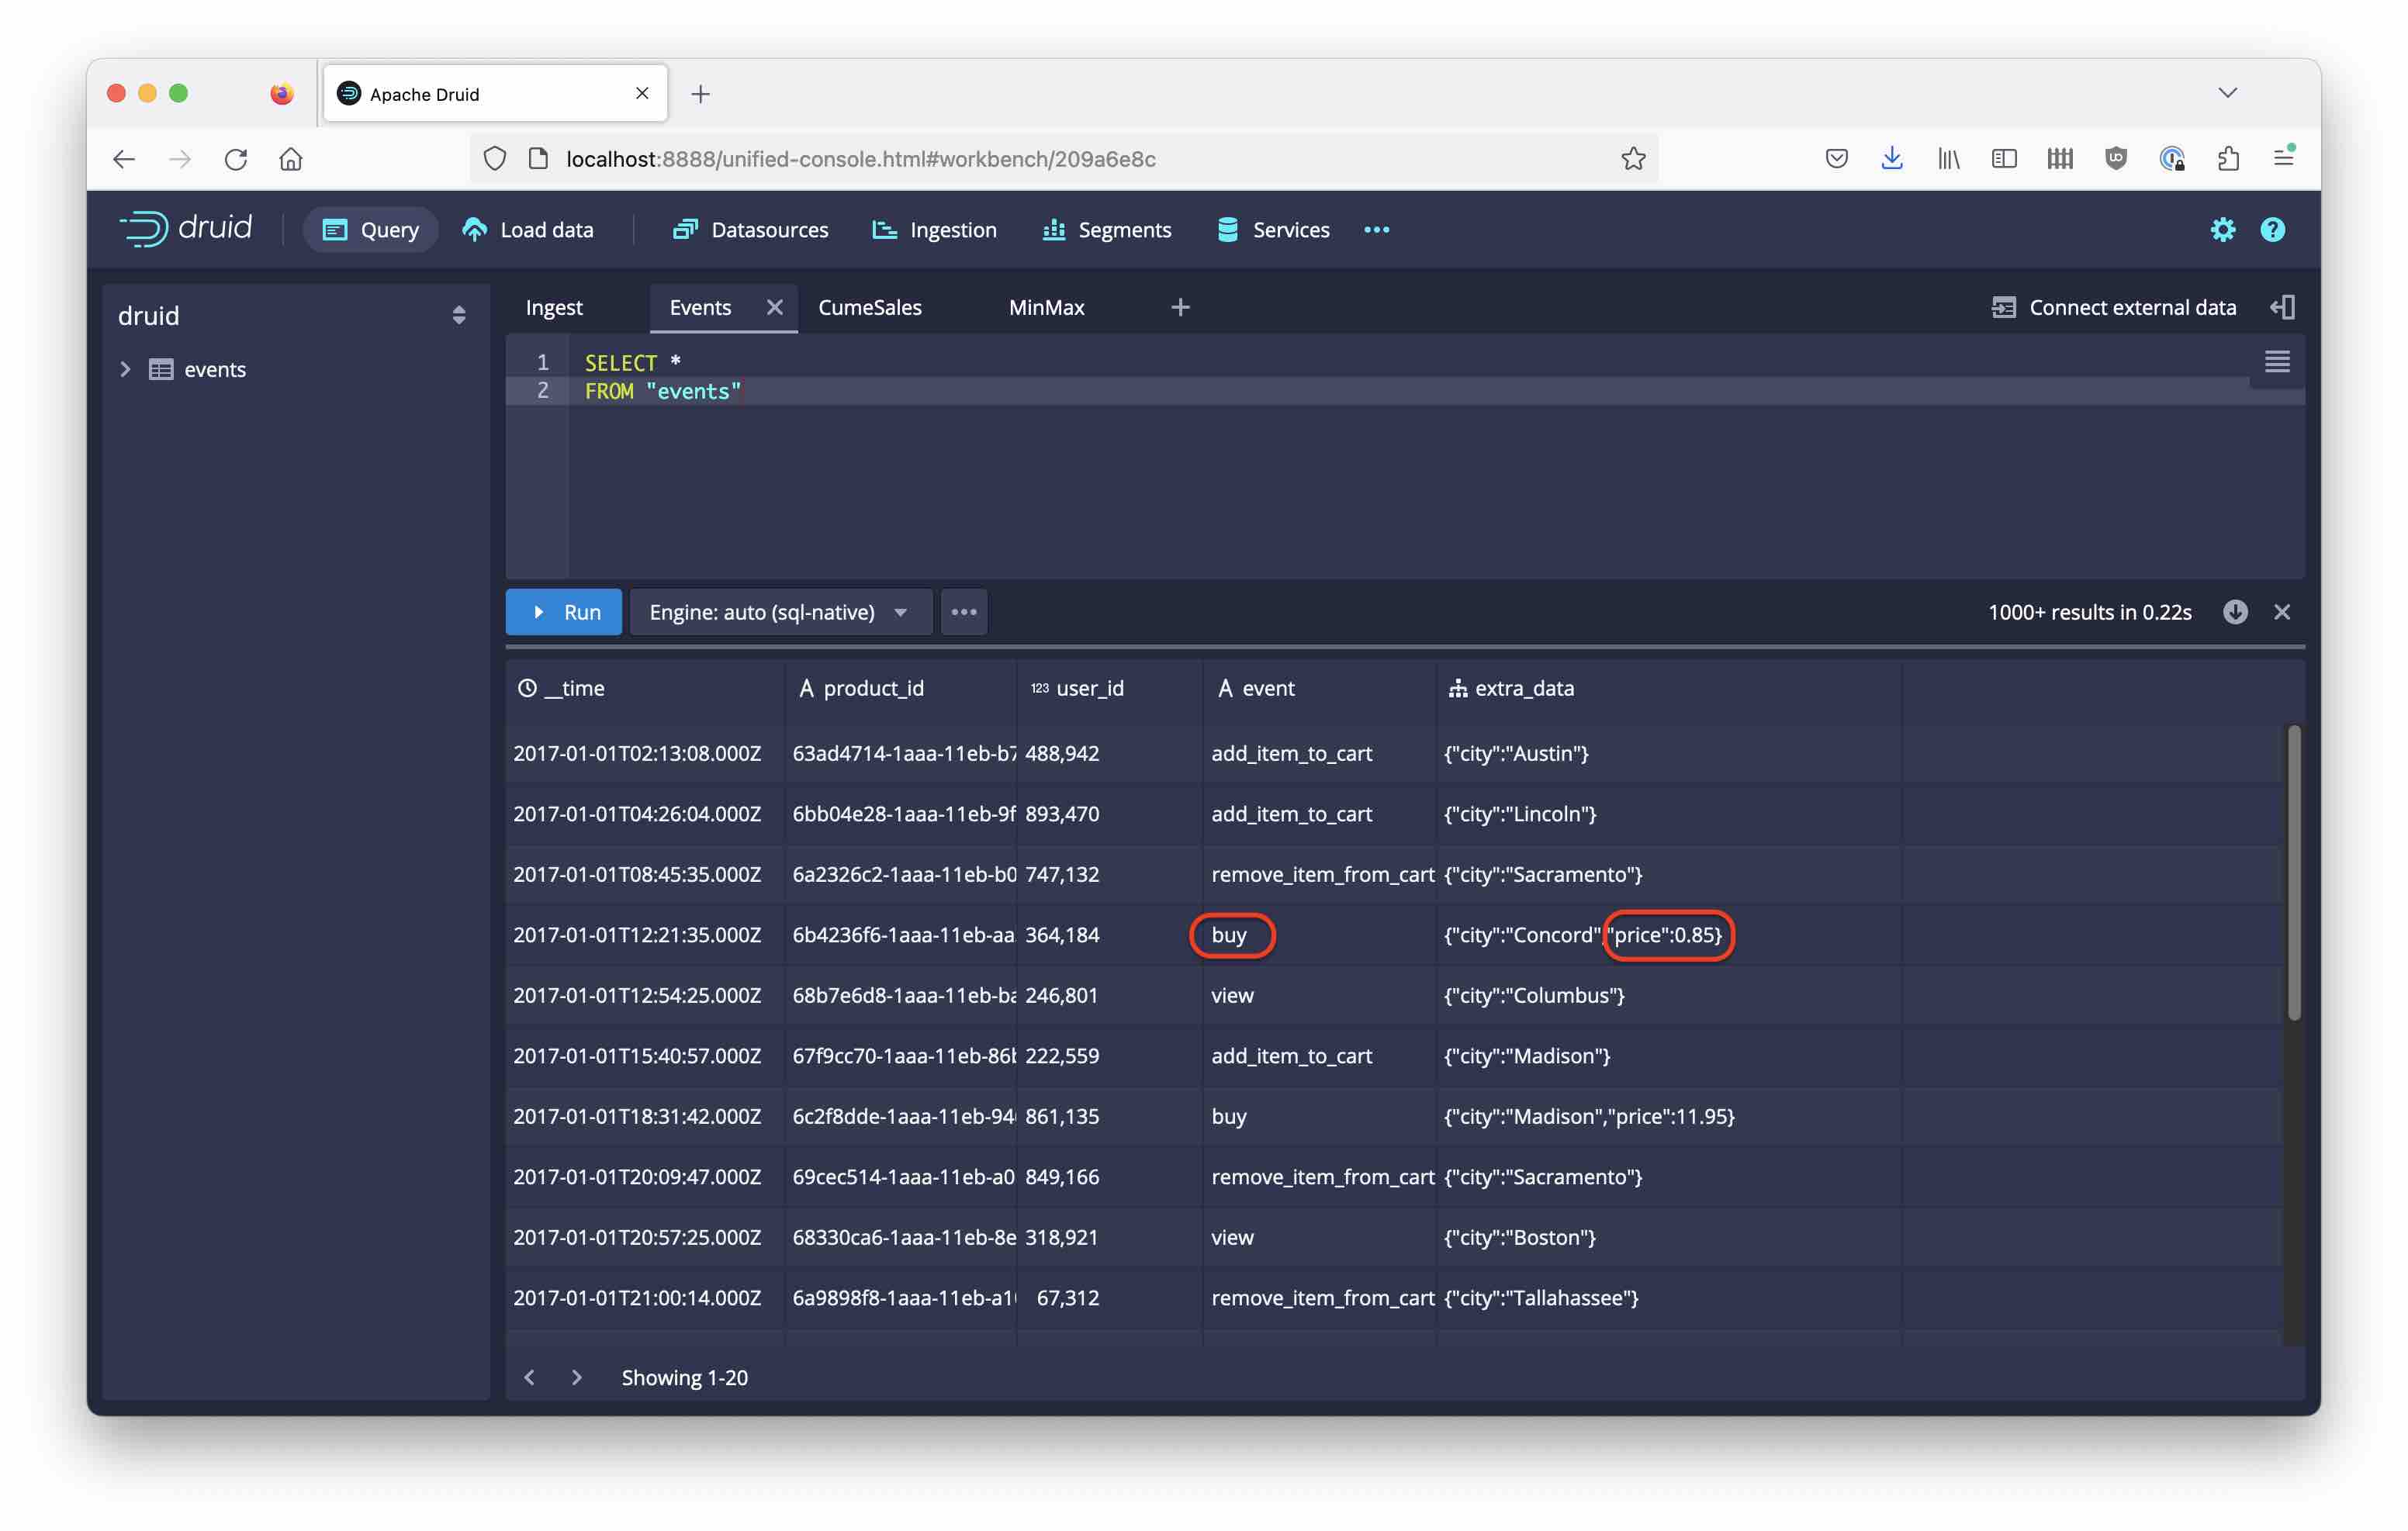 Apache Druid
localhost:8888/unified-console.html#workbench/209a6e8c
druid Query Load data Datasources Ingestion Segments Services
druid
events
Ingest Events CumeSales MinMax Connect external data
1 SELECT *
2 FROM "events"
Run Engine: auto (sql-native) 1000+ results in 0.22s
__time A product_id 123 user_id A event extra_data
2017-01-01T02:13:08.000Z 63ad4714-1aaa-11eb-b7 488,942 add_item_to_cart {"city":"Austin"}
2017-01-01T04:26:04.000Z 6bb04e28-1aaa-11eb-9f 893,470 add_item_to_cart {"city":"Lincoln"}
2017-01-01T08:45:35.000Z 6a2326c2-1aaa-11eb-b0 747,132 remove_item_from_cart {"city":"Sacramento"}
2017-01-01T12:21:35.000Z 6b4236f6-1aaa-11eb-aa 364,184 buy {"city":"Concord","price":0.85}
2017-01-01T12:54:25.000Z 68b7e6d8-1aaa-11eb-ba 246,801 view {"city":"Columbus"}
2017-01-01T15:40:57.000Z 67f9cc70-1aaa-11eb-86b 222,559 add_item_to_cart {"city":"Madison"}
2017-01-01T18:31:42.000Z 6c2f8dde-1aaa-11eb-94 861,135 buy {"city":"Madison","price":11.95}
2017-01-01T20:09:47.000Z 69cec514-1aaa-11eb-a0 849,166 remove_item_from_cart {"city":"Sacramento"}
2017-01-01T20:57:25.000Z 68330ca6-1aaa-11eb-8e 318,921 view {"city":"Boston"}
2017-01-01T21:00:14.000Z 6a9898f8-1aaa-11eb-a1 67,312 remove_item_from_cart {"city":"Tallahassee"}
Showing 1-20